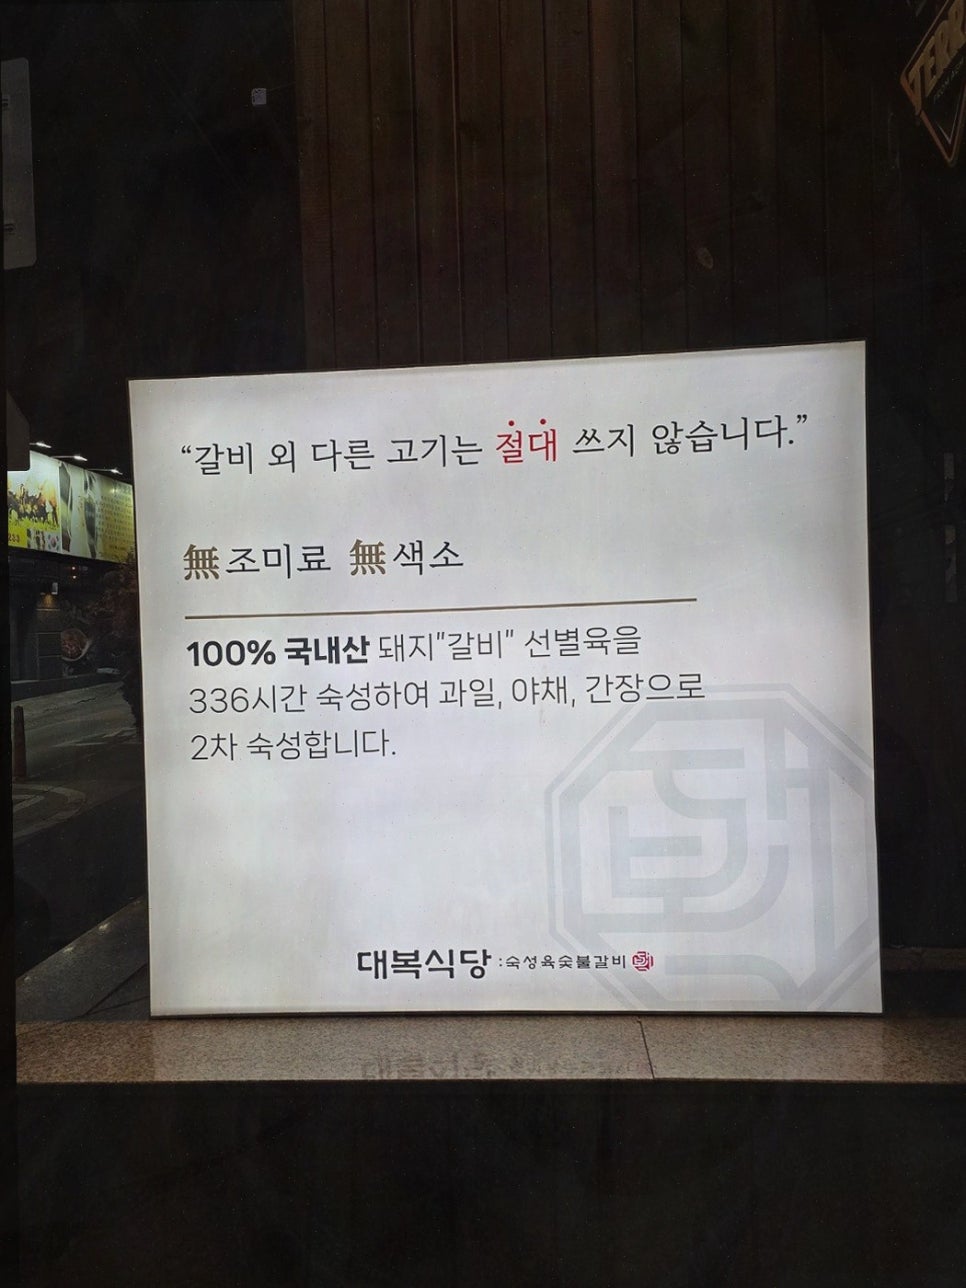 TERRA
“갈비 외 다른 고기는 절대 쓰지 않습니다.”
無조미료 無색소
100% 국내산 돼지"갈비" 선별육을
336시간 숙성하여 과일, 야채, 간장으로
2차 숙성합니다.
대복식당 :숙성육숯불갈비